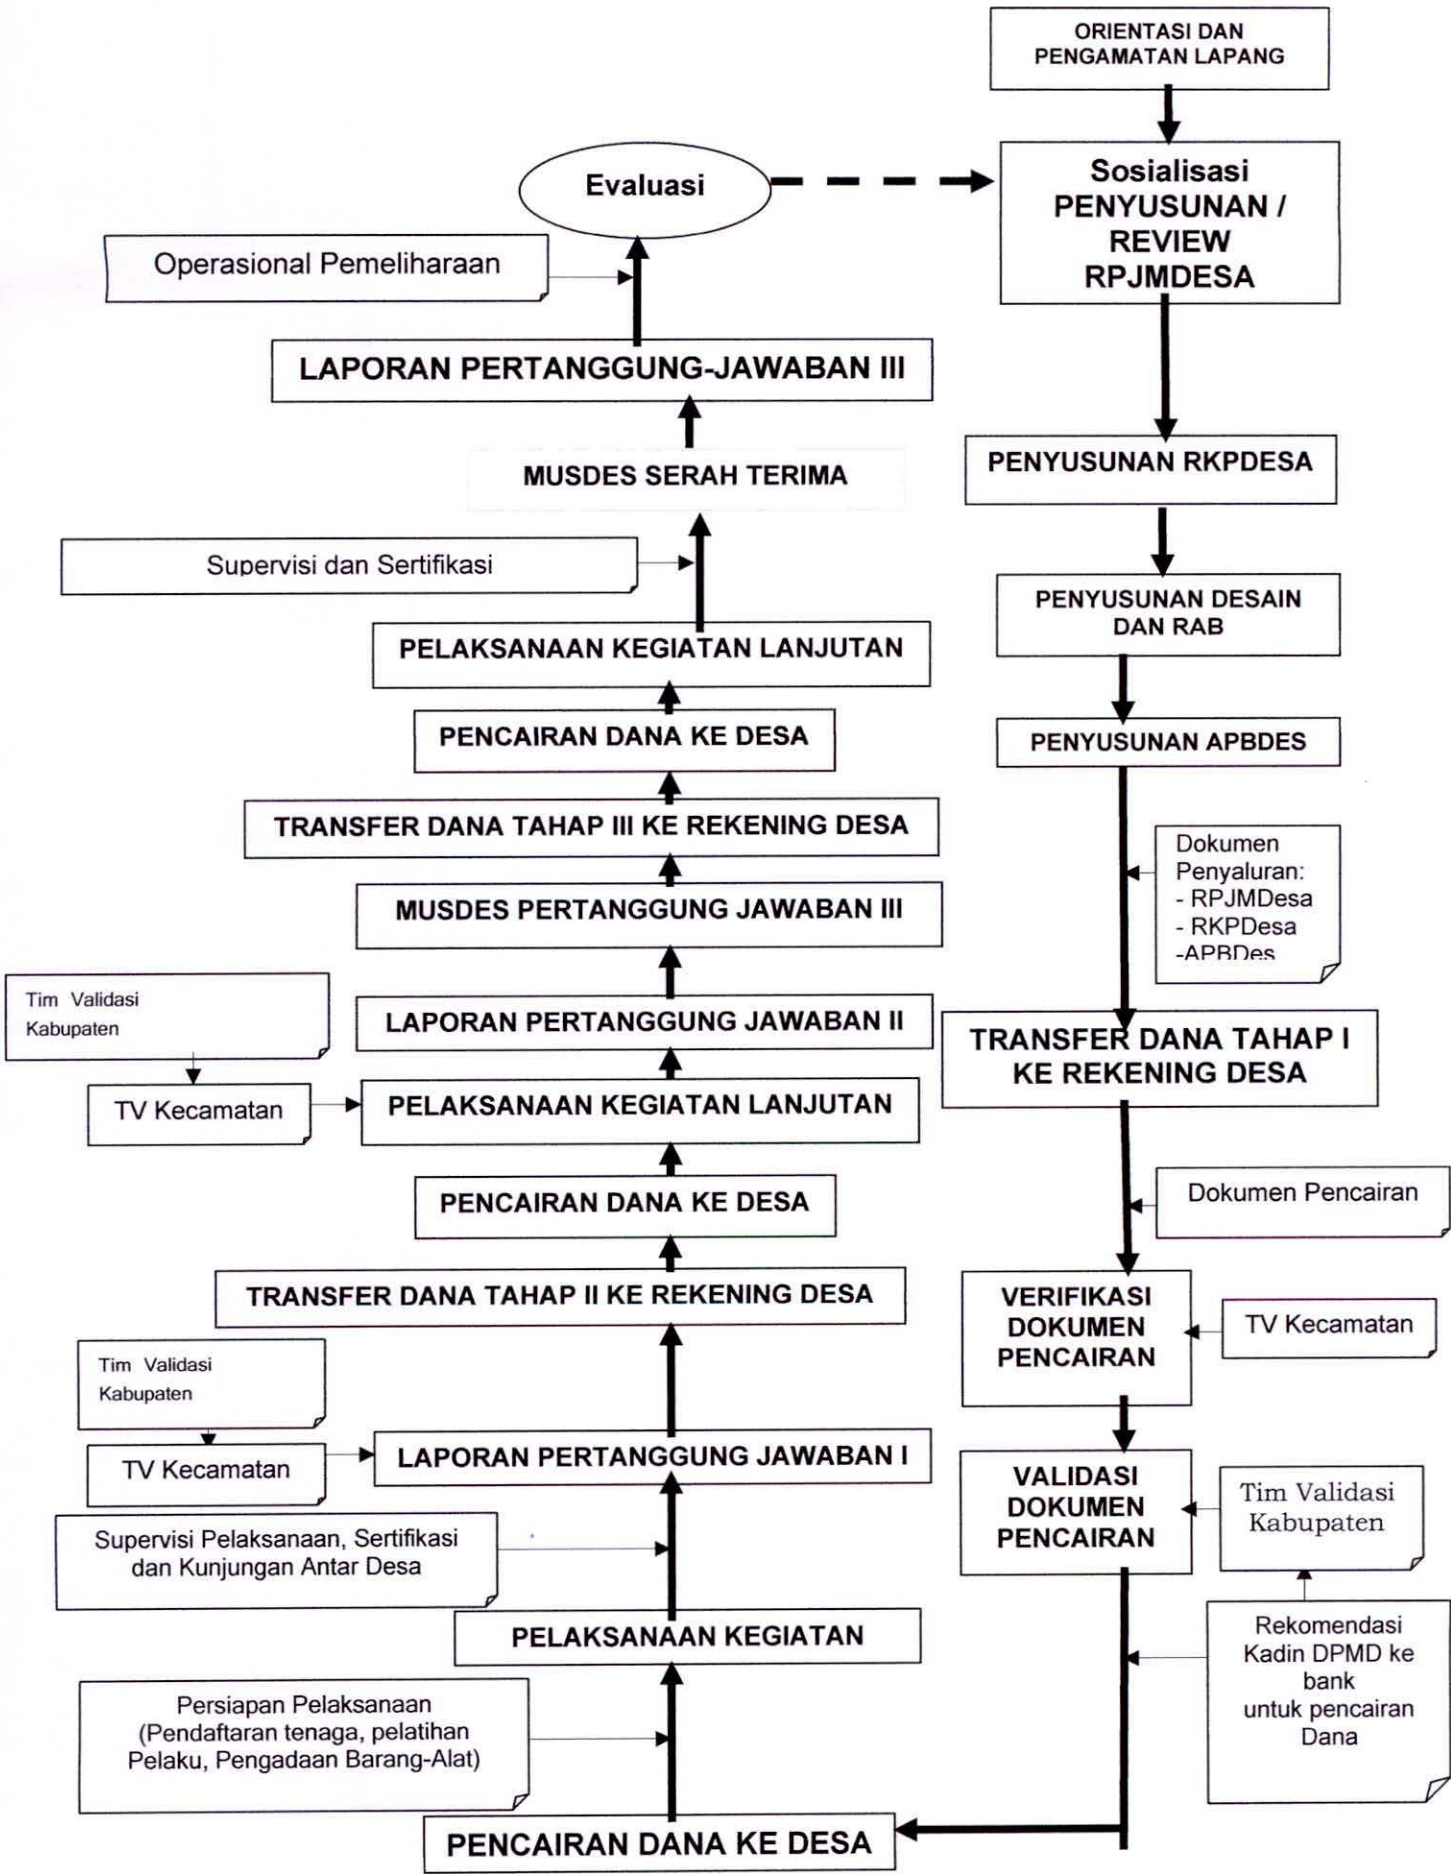 ORIENTASI DAN
PENGAMATAN LAPANG
Sosialisasi
PENYUSUNAN /
REVIEW
RPJMDESA
PENYUSUNAN RKPDESA
PENYUSUNAN DESAIN
DAN RAB
PENYUSUNAN APBDES
Dokumen
Penyaluran:
- RPJMDesa
- RKPDesa
-APBDes
TRANSFER DANA TAHAP I
KE REKENING DESA
Dokumen Pencairan
VERIFIKASI
DOKUMEN
PENCAIRAN
TV Kecamatan
VALIDASI
DOKUMEN
PENCAIRAN
Tim Validasi
Kabupaten
Rekomendasi
Kadin DPMD ke
bank
untuk pencairan
Dana
Evaluasi
Operasional Pemeliharaan
LAPORAN PERTANGGUNG-JAWABAN III
MUSDES SERAH TERIMA
Supervisi dan Sertifikasi
PELAKSANAAN KEGIATAN LANJUTAN
PENCAIRAN DANA KE DESA
TRANSFER DANA TAHAP III KE REKENING DESA
MUSDES PERTANGGUNG JAWABAN III
Tim Validasi
Kabupaten
LAPORAN PERTANGGUNG JAWABAN II
TV Kecamatan
PELAKSANAAN KEGIATAN LANJUTAN
PENCAIRAN DANA KE DESA
TRANSFER DANA TAHAP II KE REKENING DESA
Tim Validasi
Kabupaten
TV Kecamatan
LAPORAN PERTANGGUNG JAWABAN I
Supervisi Pelaksanaan, Sertifikasi
dan Kunjungan Antar Desa
PELAKSANAAN KEGIATAN
Persiapan Pelaksanaan
(Pendaftaran tenaga, pelatihan
Pelaku, Pengadaan Barang-Alat)
PENCAIRAN DANA KE DESA